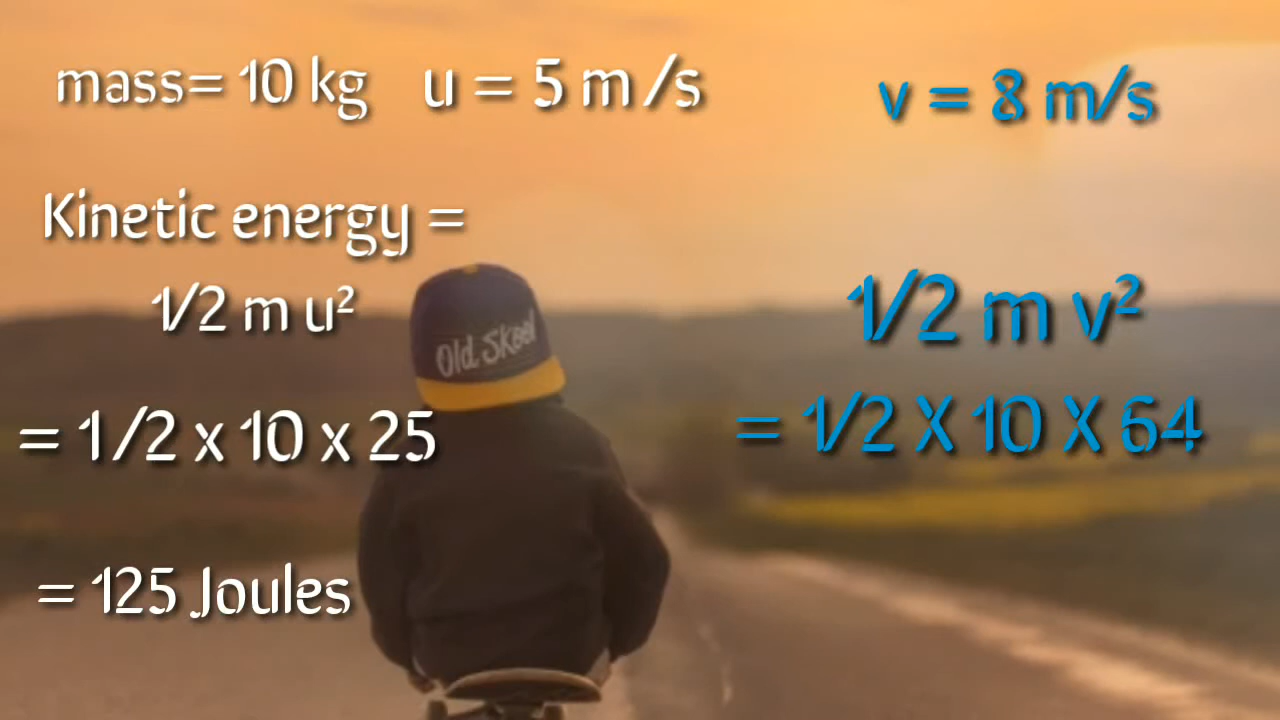 mass= 10 kg u = 5 m/s v = 8 m/s
Kinetic energy =
1/2 m u²
1/2 m v²
Old Skool
= 1/2 x 10 x 25
= 1/2 X 10 X 64
= 125 Joules